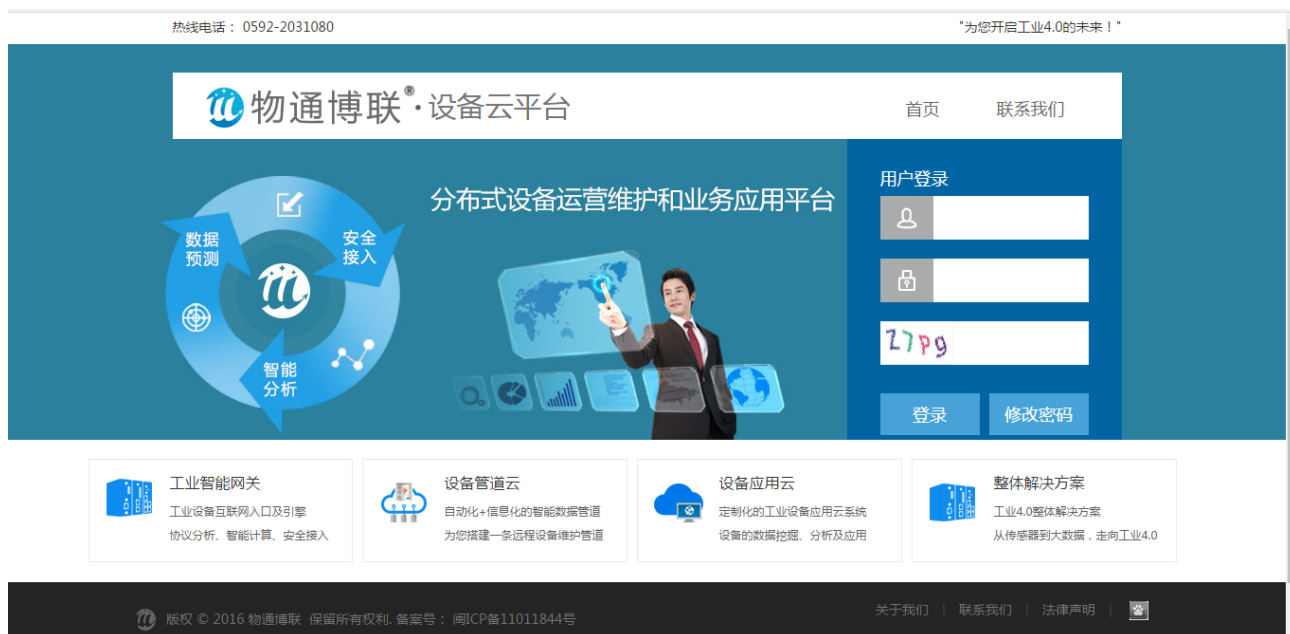 热线电话： 0592-2031080
"为您开启工业4.0的未来！"
物通博联®·设备云平台
首页
联系我们
分布式设备运营维护和业务应用平台
数据
预测
安全
接入
智能
分析
用户登录
Z7pg
登录
修改密码
工业智能网关
工业设备互联网入口及引擎
协议分析、智能计算、安全接入
设备管道云
自动化+信息化的智能数据管道
为您搭建一条远程设备维护管道
设备应用云
定制化的工业设备应用云系统
设备的数据挖掘、分析及应用
整体解决方案
工业4.0整体解决方案
从传感器到大数据，走向工业4.0
版权 © 2016 物通博联 保留所有权利. 备案号： 闽ICP备11011844号
关于我们 | 联系我们 | 法律声明 |